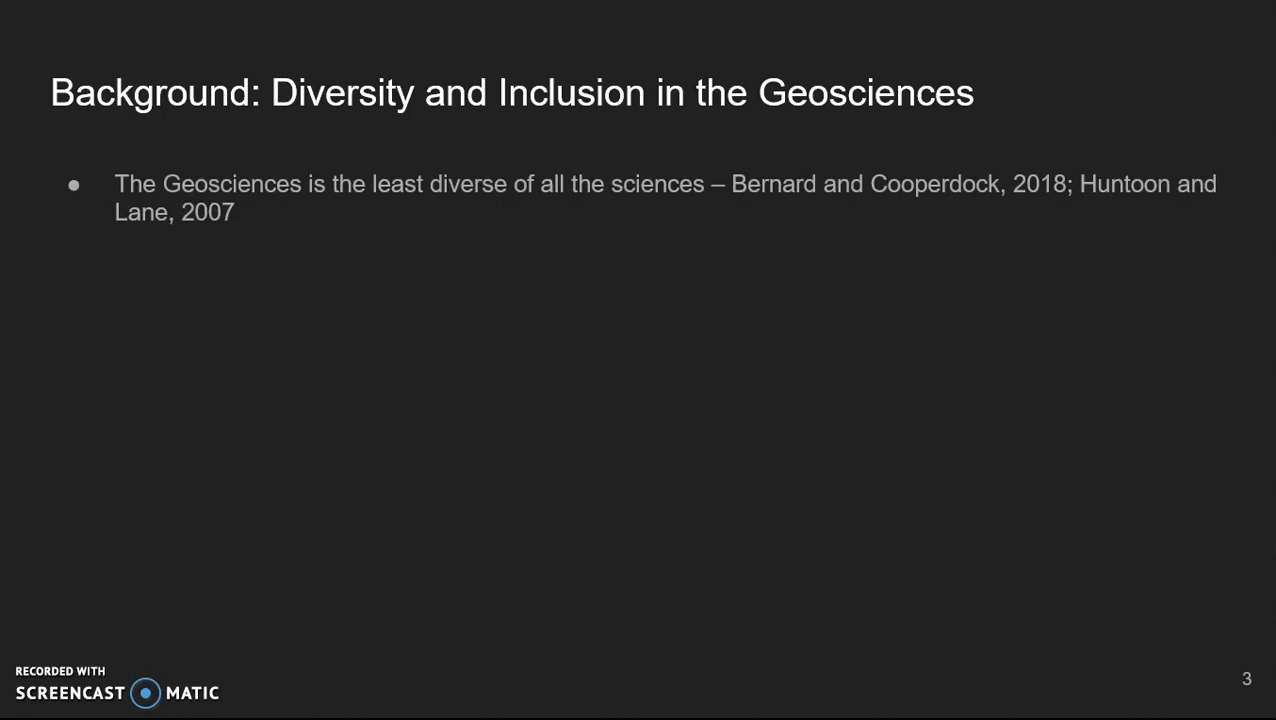 Background: Diversity and Inclusion in the Geosciences
● The Geosciences is the least diverse of all the sciences – Bernard and Cooperdock, 2018; Huntoon and
Lane, 2007
RECORDED WITH
SCREENCAST MATIC
3